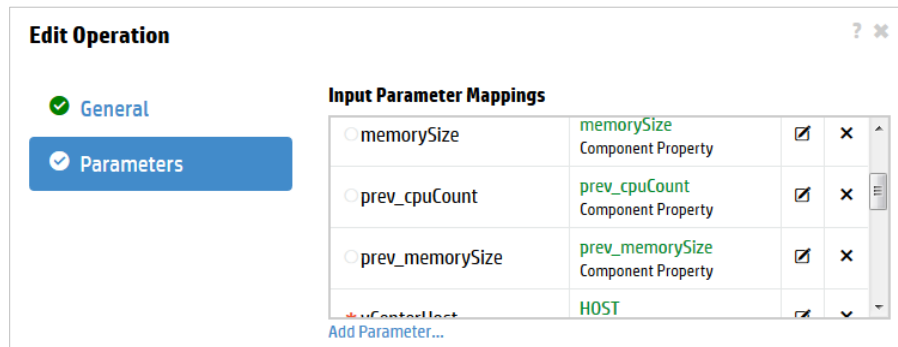 Edit Operation
? ✖
General
Input Parameter Mappings
Parameters
memorySize
memorySize
Component Property
prev_cpuCount
prev_cpuCount
Component Property
prev_memorySize
prev_memorySize
Component Property
* vCenterHost
HOST
Add Parameter...